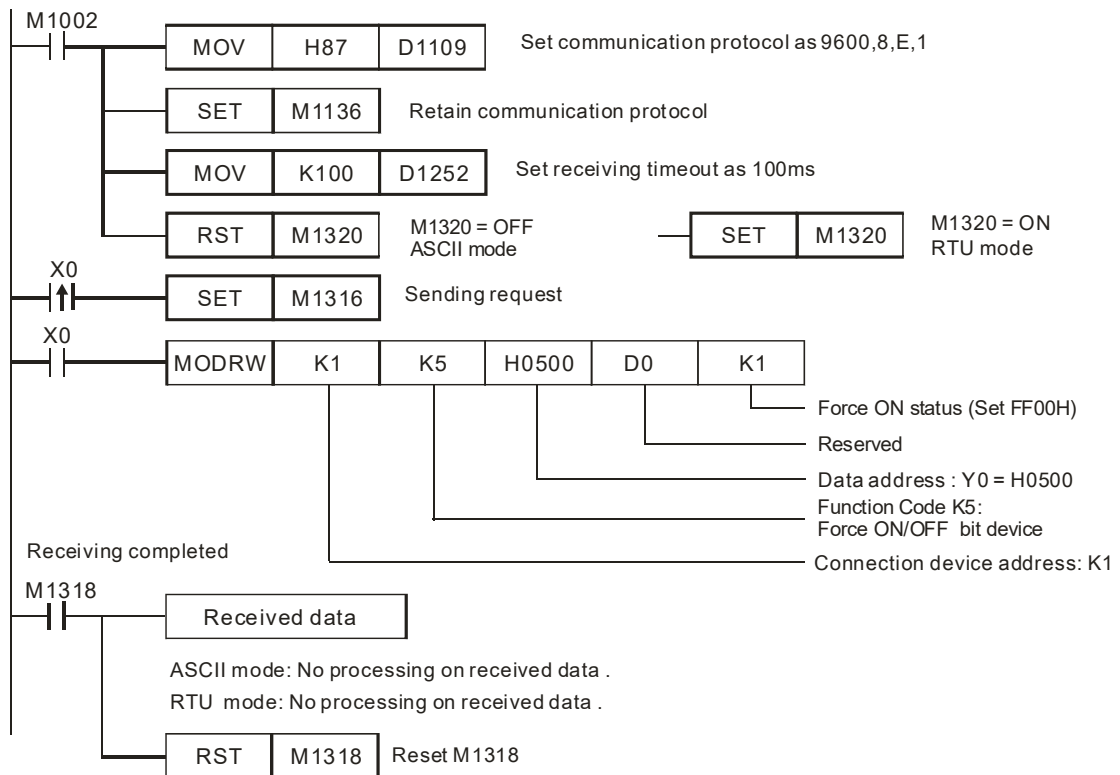 M1002
MOV H87 D1109 Set communication protocol as 9600,8,E,1
SET M1136 Retain communication protocol
MOV K100 D1252 Set receiving timeout as 100ms
RST M1320 M1320 = OFF
ASCII mode
SET M1320 M1320 = ON
RTU mode
X0
SET M1316 Sending request
X0
MODRW K1 K5 H0500 D0 K1
Force ON status (Set FF00H)
Reserved
Data address : Y0 = H0500
Function Code K5:
Force ON/OFF bit device
Connection device address: K1
Receiving completed
M1318
Received data
ASCII mode: No processing on received data .
RTU mode: No processing on received data .
RST M1318 Reset M1318